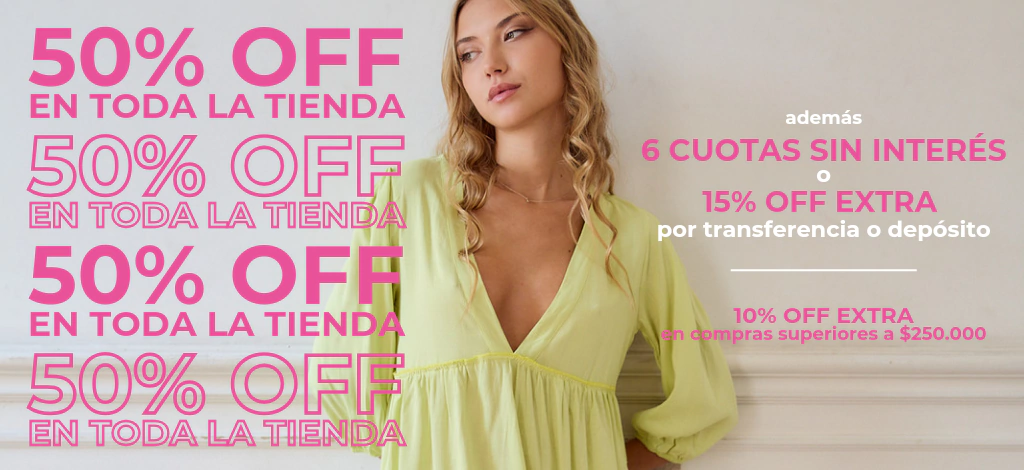 50% OFF
EN TODA LA TIENDA
50% OFF
EN TODA LA TIENDA
50% OFF
EN TODA LA TIENDA
50% OFF
EN TODA LA TIENDA
además
6 CUOTAS SIN INTERÉS
o
15% OFF EXTRA
por transferencia o depósito
10% OFF EXTRA
en compras superiores a $250.000